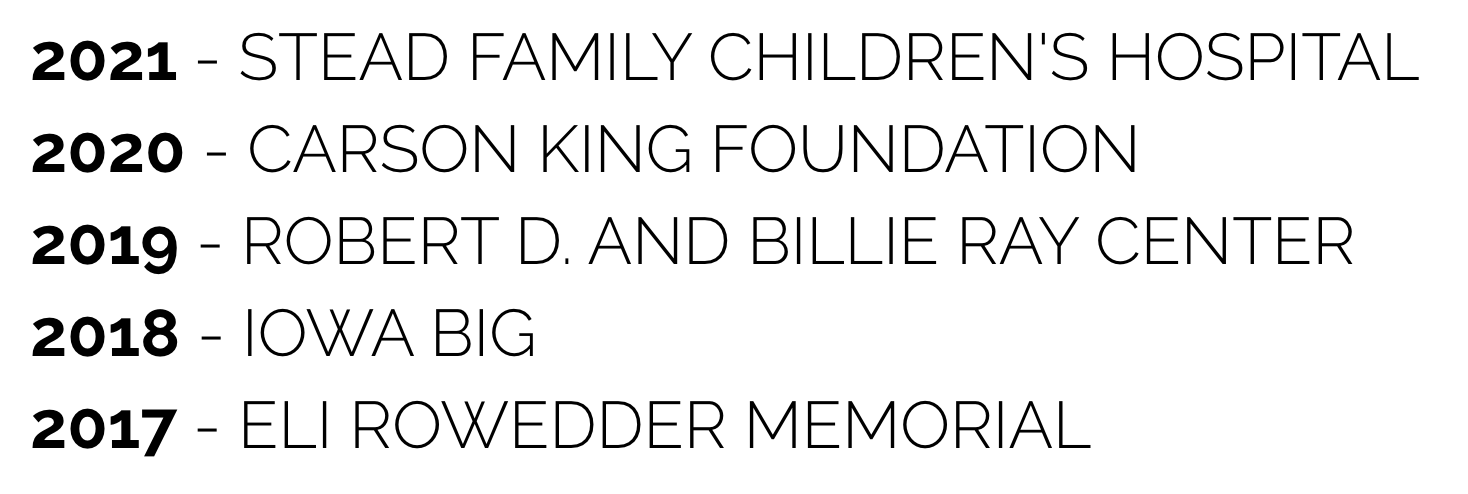 2021 - STEAD FAMILY CHILDREN'S HOSPITAL
2020 - CARSON KING FOUNDATION
2019 - ROBERT D. AND BILLIE RAY CENTER
2018 - IOWA BIG
2017 - ELI ROWEDDER MEMORIAL